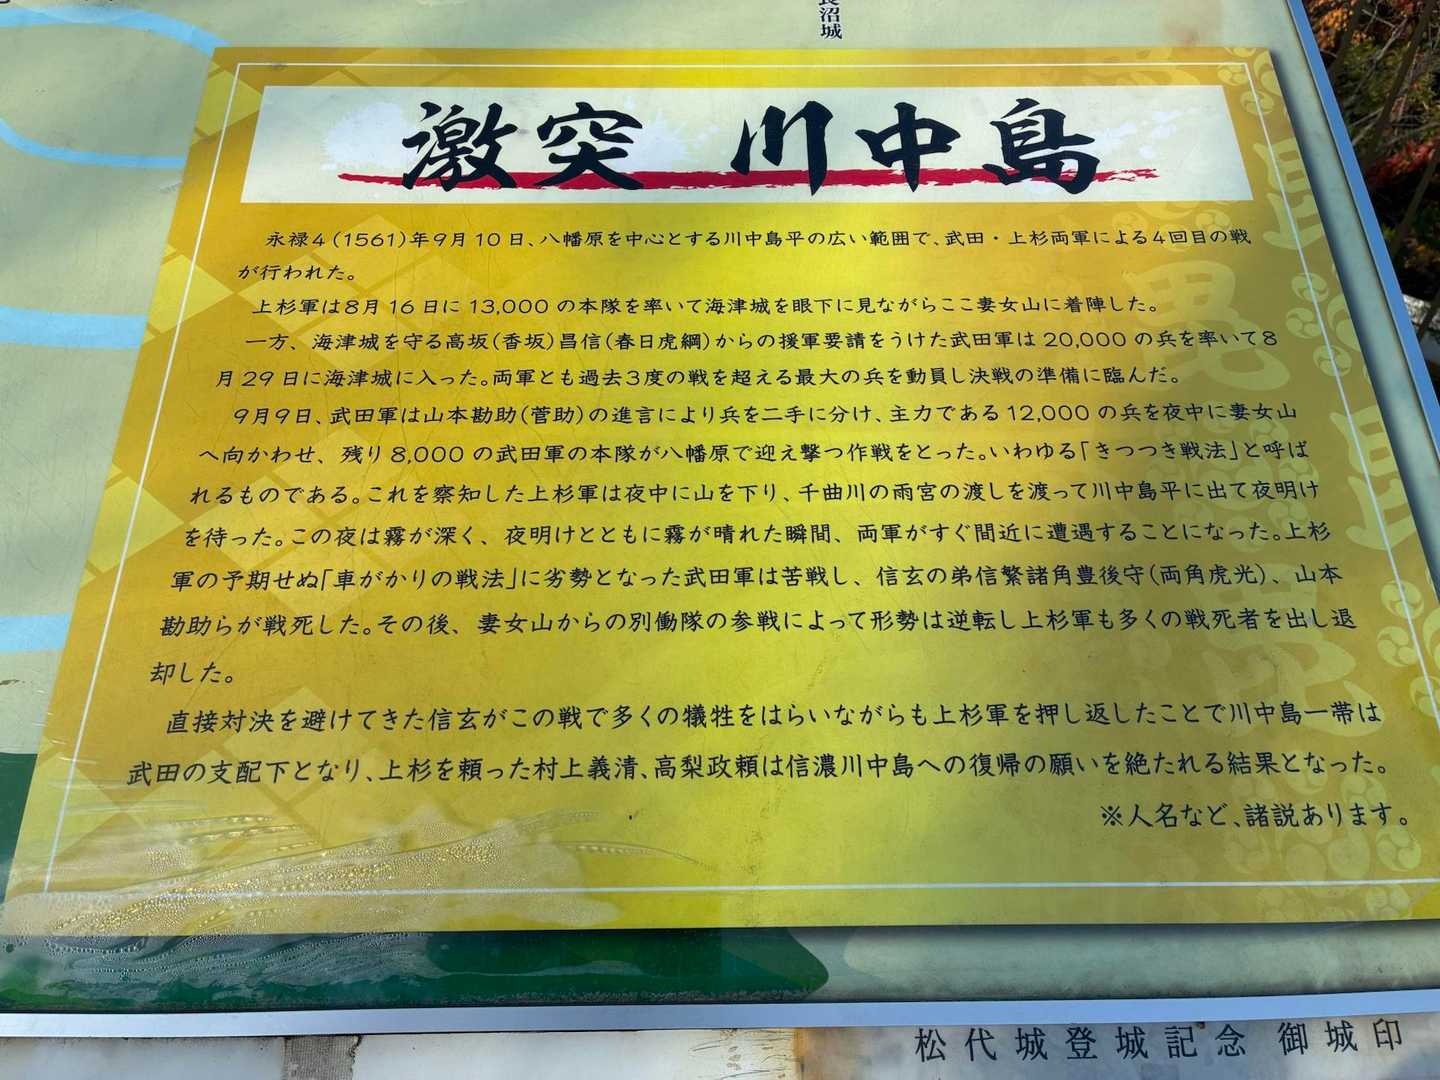 長沼城
激突 川中島
永禄4(1561)年9月10日、八幡原を中心とする川中島平の広い範囲で、武田・上杉両軍による4回目の戦
が行われた。
上杉軍は8月16日に13,000の本隊を率いて海津城を眼下に見ながらここ妻女山に着陣した。
一方、海津城を守る高坂(香坂)昌信(春日虎綱)からの援軍要請をうけた武田軍は20,000の兵を率いて8
月29日に海津城に入った。両軍とも過去3度の戦を超える最大の兵を動員し決戦の準備に臨んだ。
9月9日、武田軍は山本勘助(菅助)の進言により兵を二手に分け、主力である12,000の兵を夜中に妻女山
へ向かわせ、残り8,000の武田軍の本隊が八幡原で迎え撃つ作戦をとった。いわゆる「きつつき戦法」と呼ば
れるものである。これを察知した上杉軍は夜中に山を下り、千曲川の雨宮の渡しを渡って川中島平に出て夜明け
を待った。この夜は霧が深く、夜明けとともに霧が晴れた瞬間、両軍がすぐ間近に遭遇することになった。上杉
軍の予期せぬ「車がかりの戦法」に劣勢となった武田軍は苦戦し、信玄の弟信繁諸角豊後守(両角虎光)、山本
勘助らが戦死した。その後、妻女山からの別働隊の参戦によって形勢は逆転し上杉軍も多くの戦死者を出し退
却した。
直接対決を避けてきた信玄がこの戦で多くの犠牲をはらいながらも上杉軍を押し返したことで川中島一帯は
武田の支配下となり、上杉を頼った村上義清、高梨政頼は信濃川中島への復帰の願いを絶たれる結果となった。
※人名など、諸説あります。
松代城登城記念 御城印